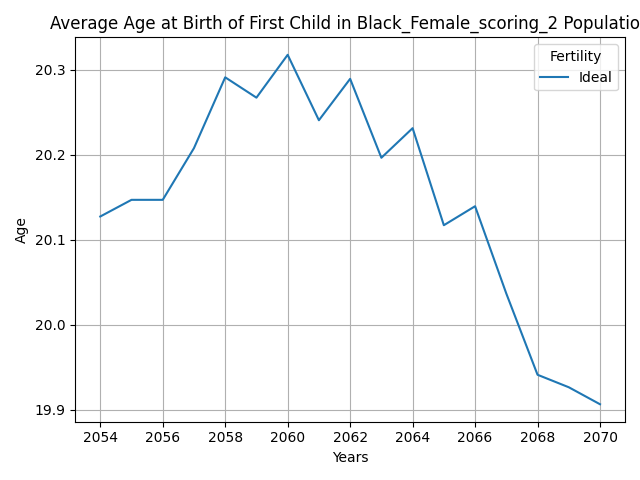 Average Age at Birth of First Child in Black_Female_scoring_2 Populatio
Fertility
Ideal
20.3
20.2
20.1
20.0
19.9
Age
2054 2056 2058 2060 2062 2064 2066 2068 2070
Years